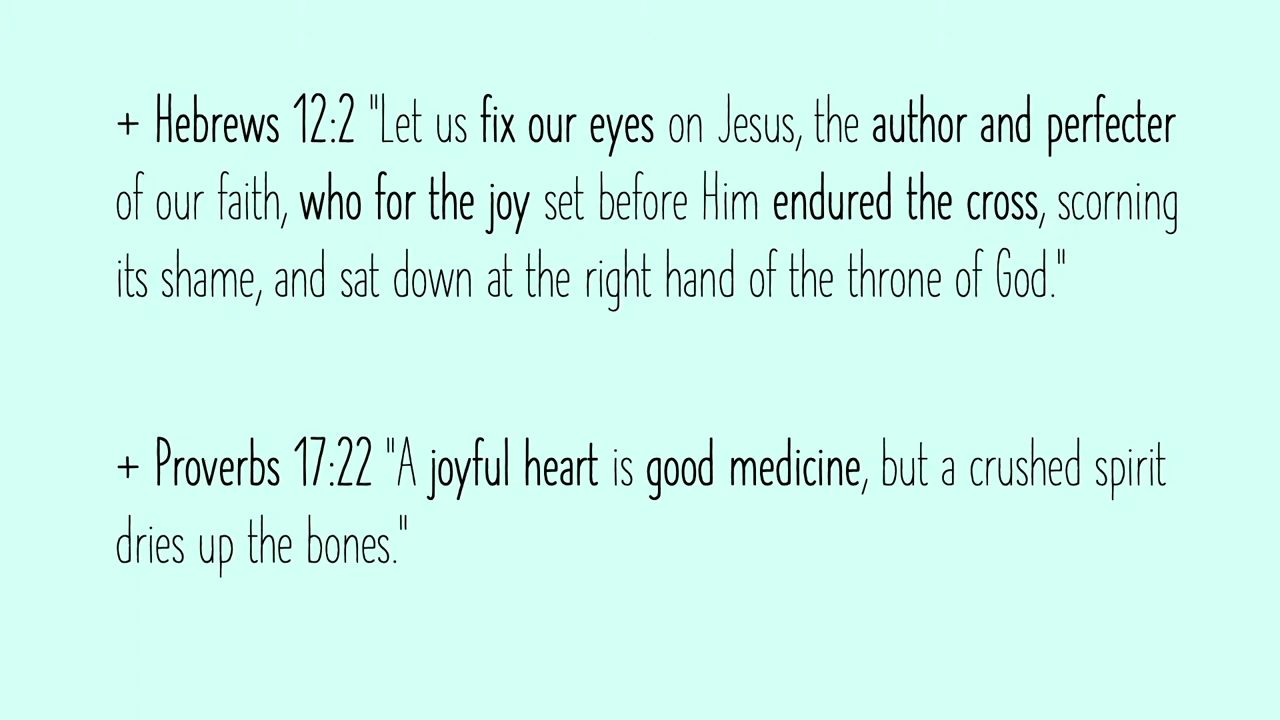 + Hebrews 12:2 "Let us fix our eyes on Jesus, the author and perfecter
of our faith, who for the joy set before Him endured the cross, scorning
its shame, and sat down at the right hand of the throne of God."
+ Proverbs 17:22 "A joyful heart is good medicine, but a crushed spirit
dries up the bones."